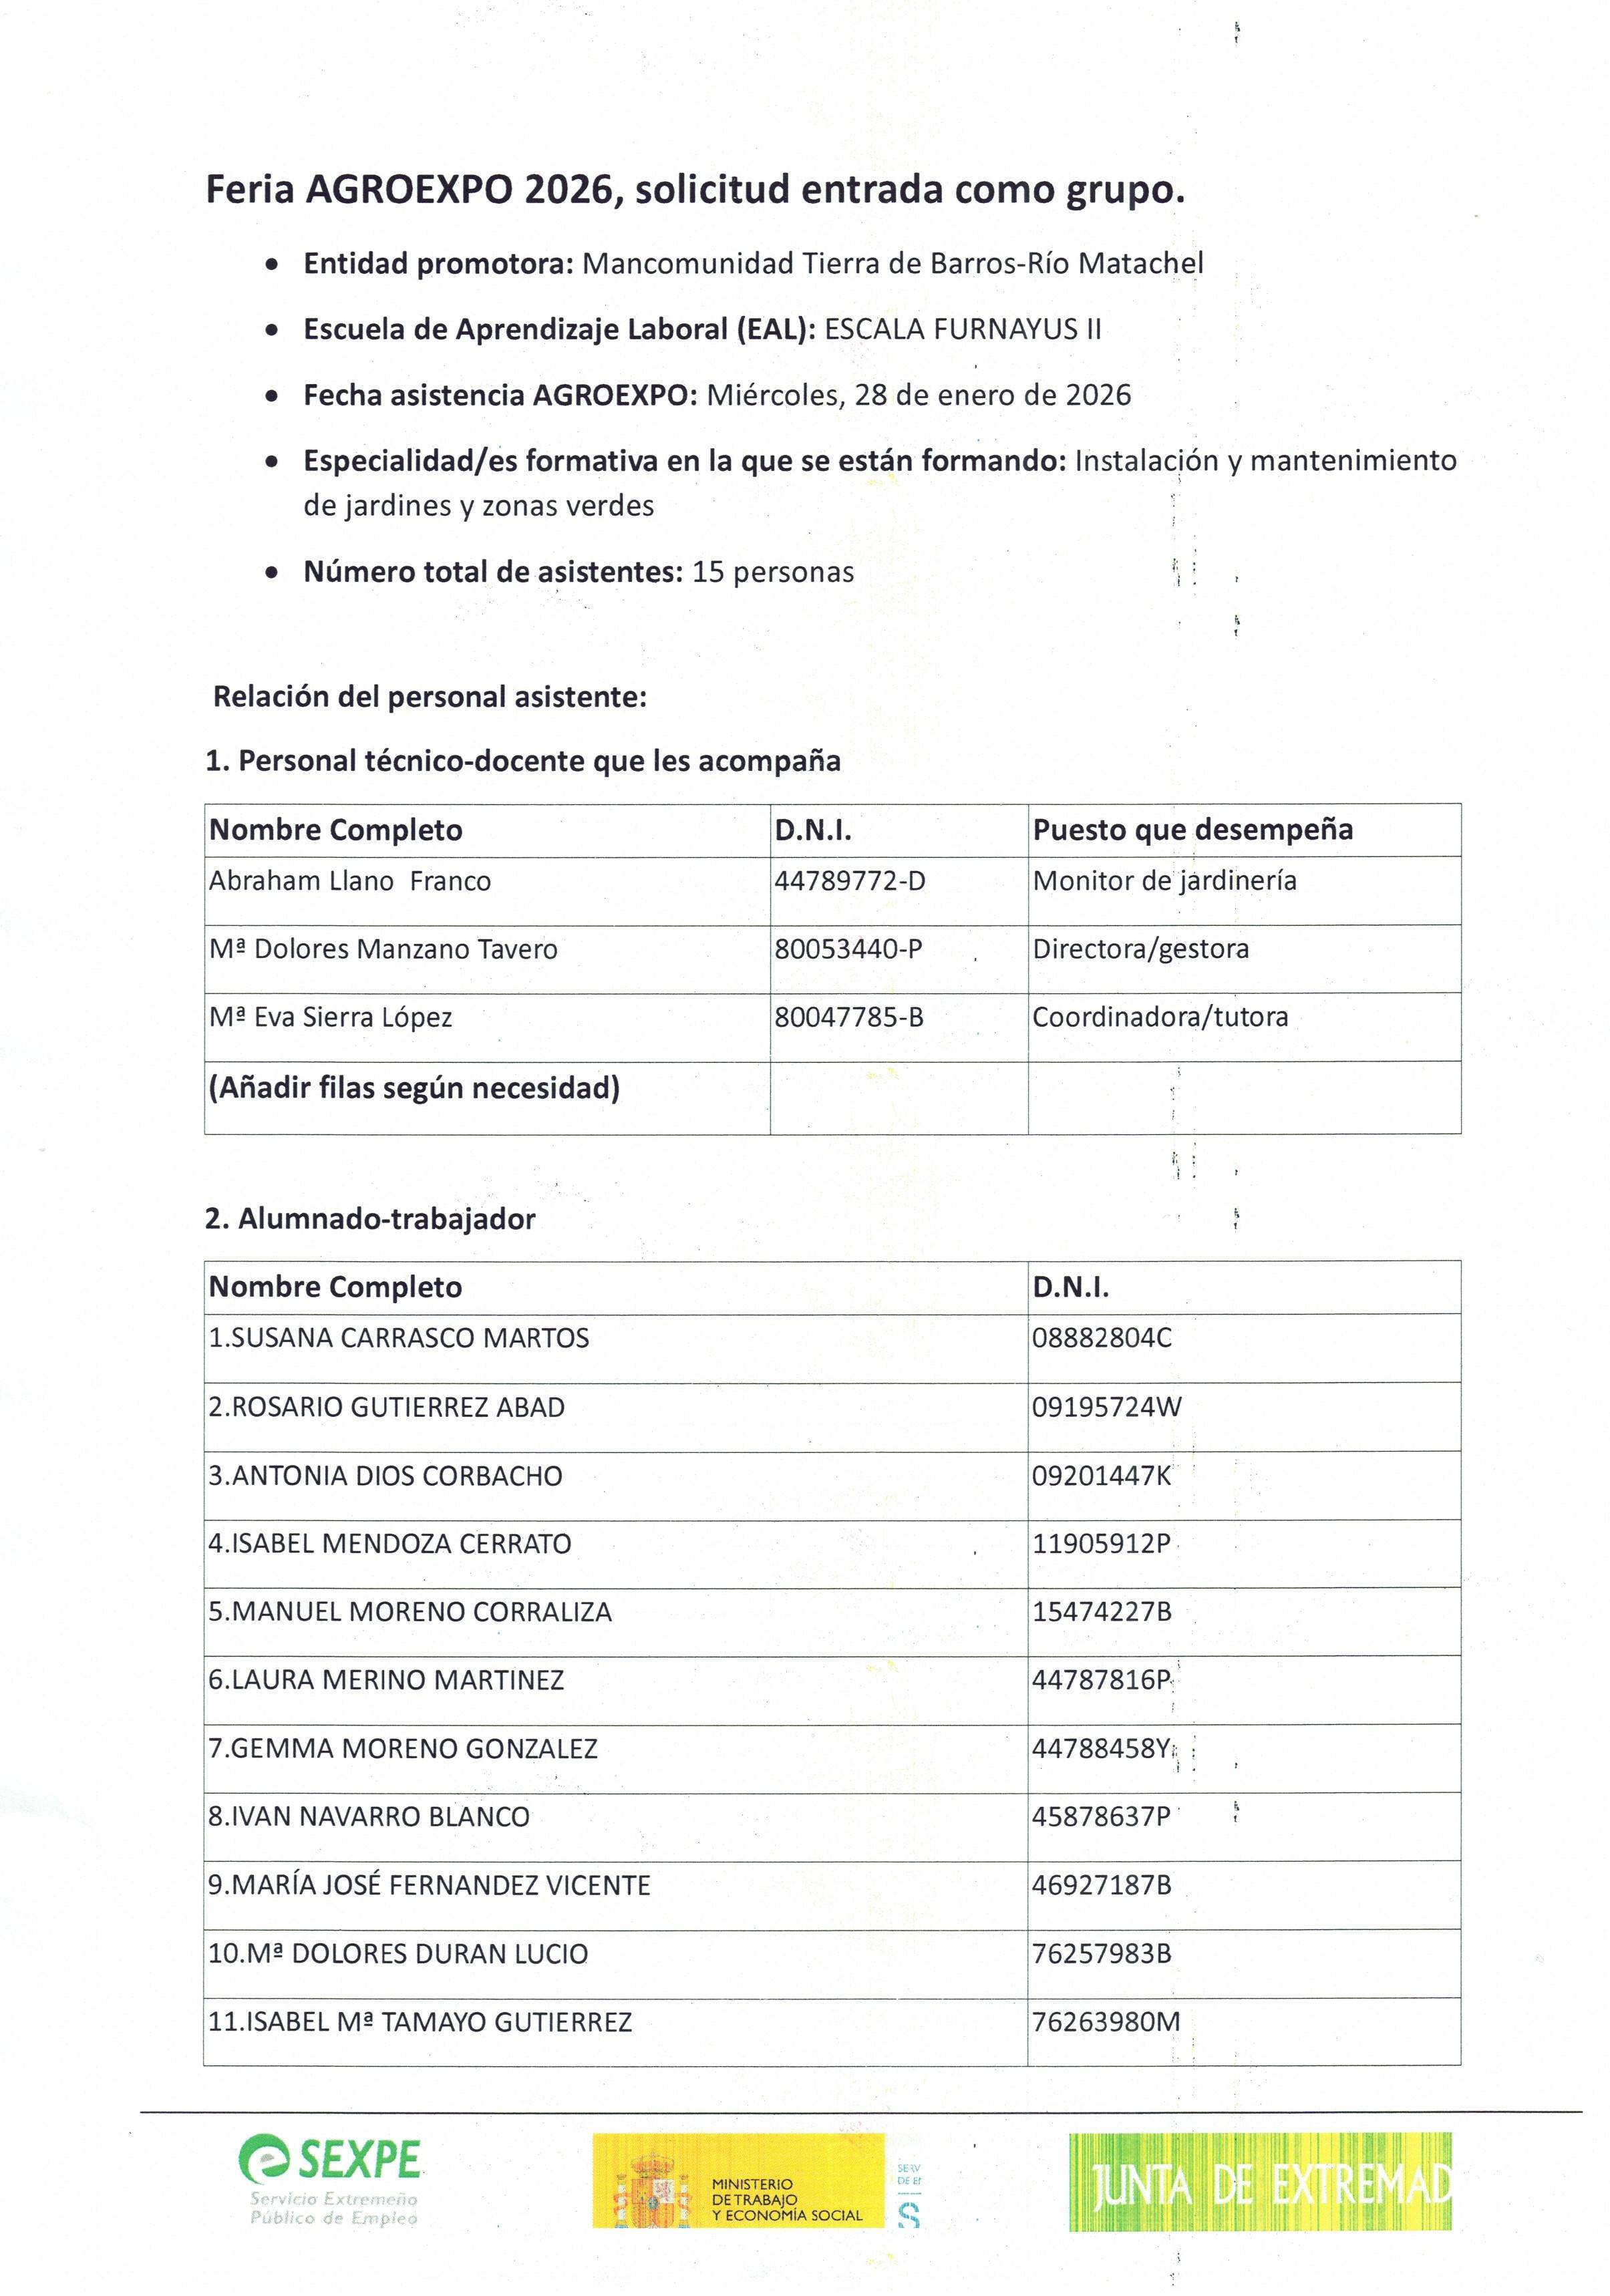 Feria AGROEXPO 2026, solicitud entrada como grupo.
• Entidad promotora: Mancomunidad Tierra de Barros-Río Matachel
• Escuela de Aprendizaje Laboral (EAL): ESCALA FURNAYUS II
• Fecha asistencia AGROEXPO: Miércoles, 28 de enero de 2026
• Especialidad/es formativa en la que se están formando: Instalación y mantenimiento
de jardines y zonas verdes
• Número total de asistentes: 15 personas
Relación del personal asistente:
1. Personal técnico-docente que les acompaña
Nombre Completo D.N.I. Puesto que desempeña
Abraham Llano Franco 44789772-D Monitor de jardinería
Mª Dolores Manzano Tavero 80053440-P Directora/gestora
Mª Eva Sierra López 80047785-B Coordinadora/tutora
(Añadir filas según necesidad)
2. Alumnado-trabajador
Nombre Completo D.N.I.
1.SUSANA CARRASCO MARTOS 08882804C
2.ROSARIO GUTIERREZ ABAD 09195724W
3.ANTONIA DIOS CORBACHO 09201447K
4.ISABEL MENDOZA CERRATO 11905912P
5.MANUEL MORENO CORRALIZA 15474227B
6.LAURA MERINO MARTINEZ 44787816P
7.GEMMA MORENO GONZALEZ 44788458Y
8.IVAN NAVARRO BLANCO 45878637P
9.MARÍA JOSÉ FERNANDEZ VICENTE 46927187B
10.Mª DOLORES DURAN LUCIO 76257983B
11.ISABEL Mª TAMAYO GUTIERREZ 76263980M
SEXPE
Servicio Extremeño
Público de Empleo
MINISTERIO
DE TRABAJO
Y ECONOMÍA SOCIAL
SERV
DE EM
S
JUNTA DE EXTREMAD